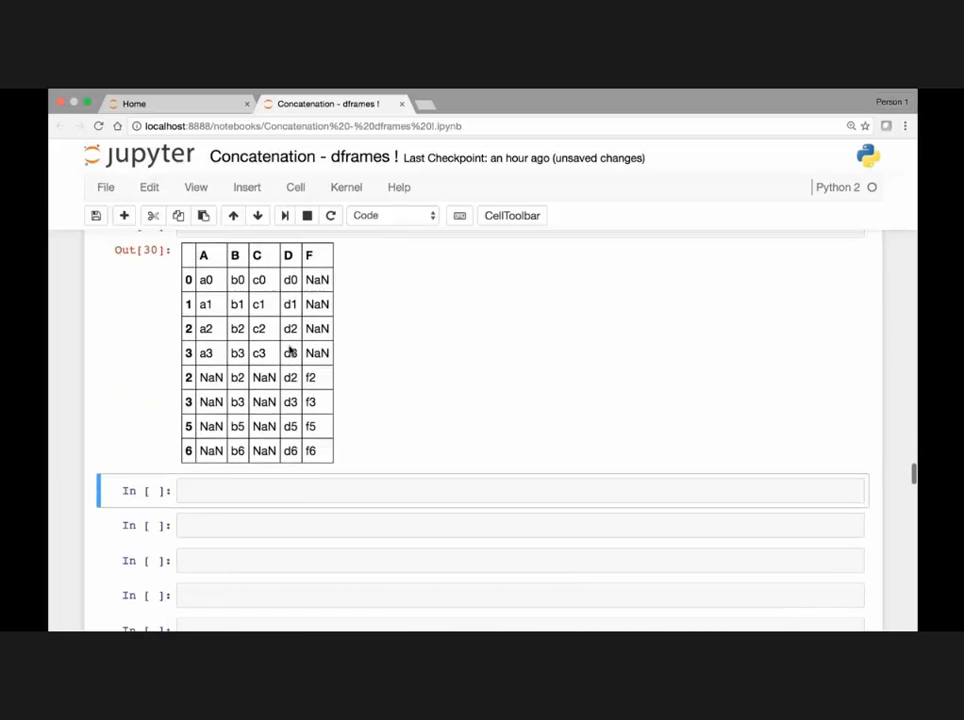 Home × Concatenation - dframes ! × Person 1
localhost:8888/notebooks/Concatenation%20-%20dframes%20!.ipynb
jupyter Concatenation - dframes ! Last Checkpoint: an hour ago (unsaved changes)
File Edit View Insert Cell Kernel Help Python 2
Code CellToolbar
Out[30]:
A B C D F
0 a0 b0 c0 d0 NaN
1 a1 b1 c1 d1 NaN
2 a2 b2 c2 d2 NaN
3 a3 b3 c3 d3 NaN
2 NaN b2 NaN d2 f2
3 NaN b3 NaN d3 f3
5 NaN b5 NaN d5 f5
6 NaN b6 NaN d6 f6
In [ ]:
In [ ]:
In [ ]:
In [ ]:
In [ ]: